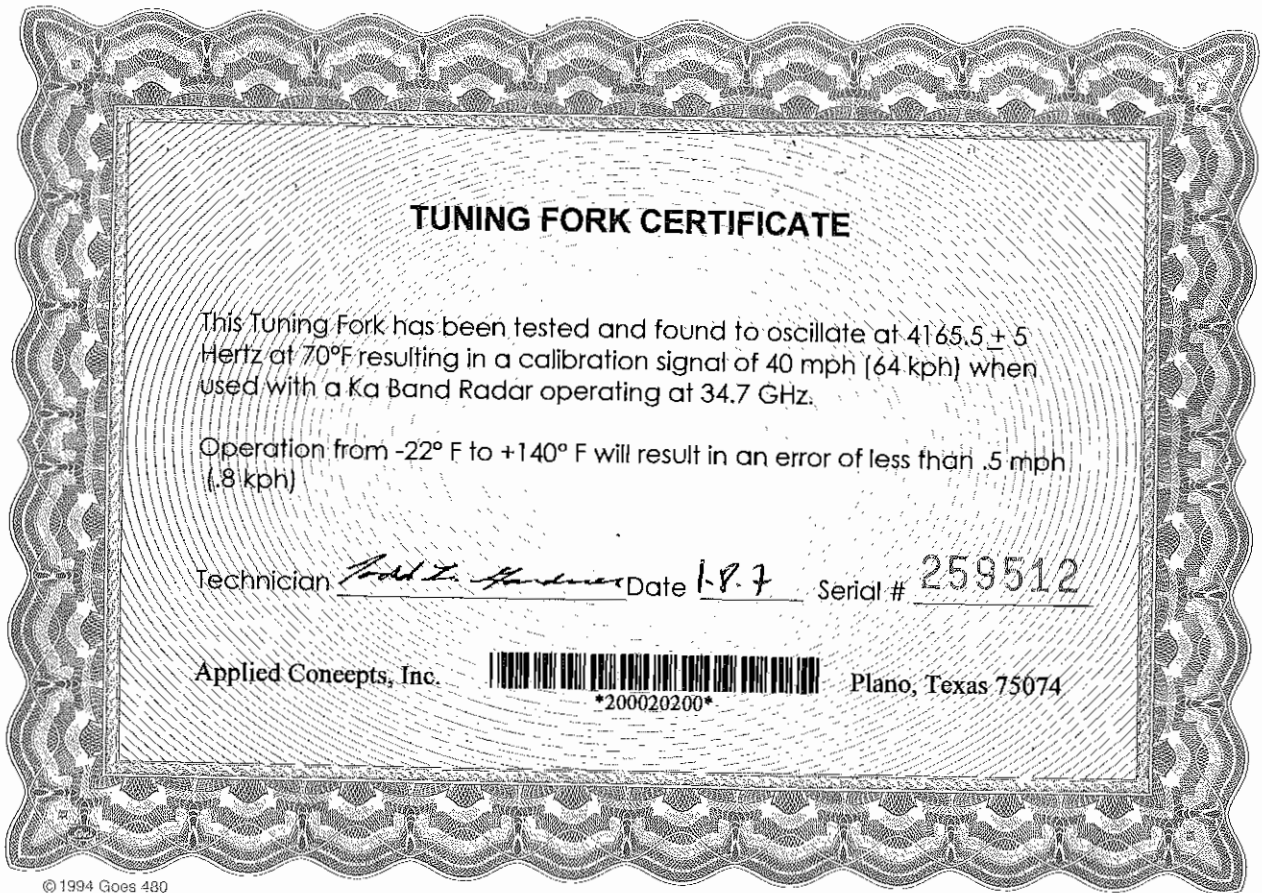 TUNING FORK CERTIFICATE
This Tuning Fork has been tested and found to oscillate at 4165.5 ± 5
Hertz at 70°F resulting in a calibration signal of 40 mph (64 kph) when
used with a Ka Band Radar operating at 34.7 GHz.
Operation from -22° F to +140° F will result in an error of less than .5 mph
(.8 kph)
Technician Todd L. Gardner Date 1-8-7 Serial # 259512
Applied Concepts, Inc. *200020200* Plano, Texas 75074
© 1994 Goes 480